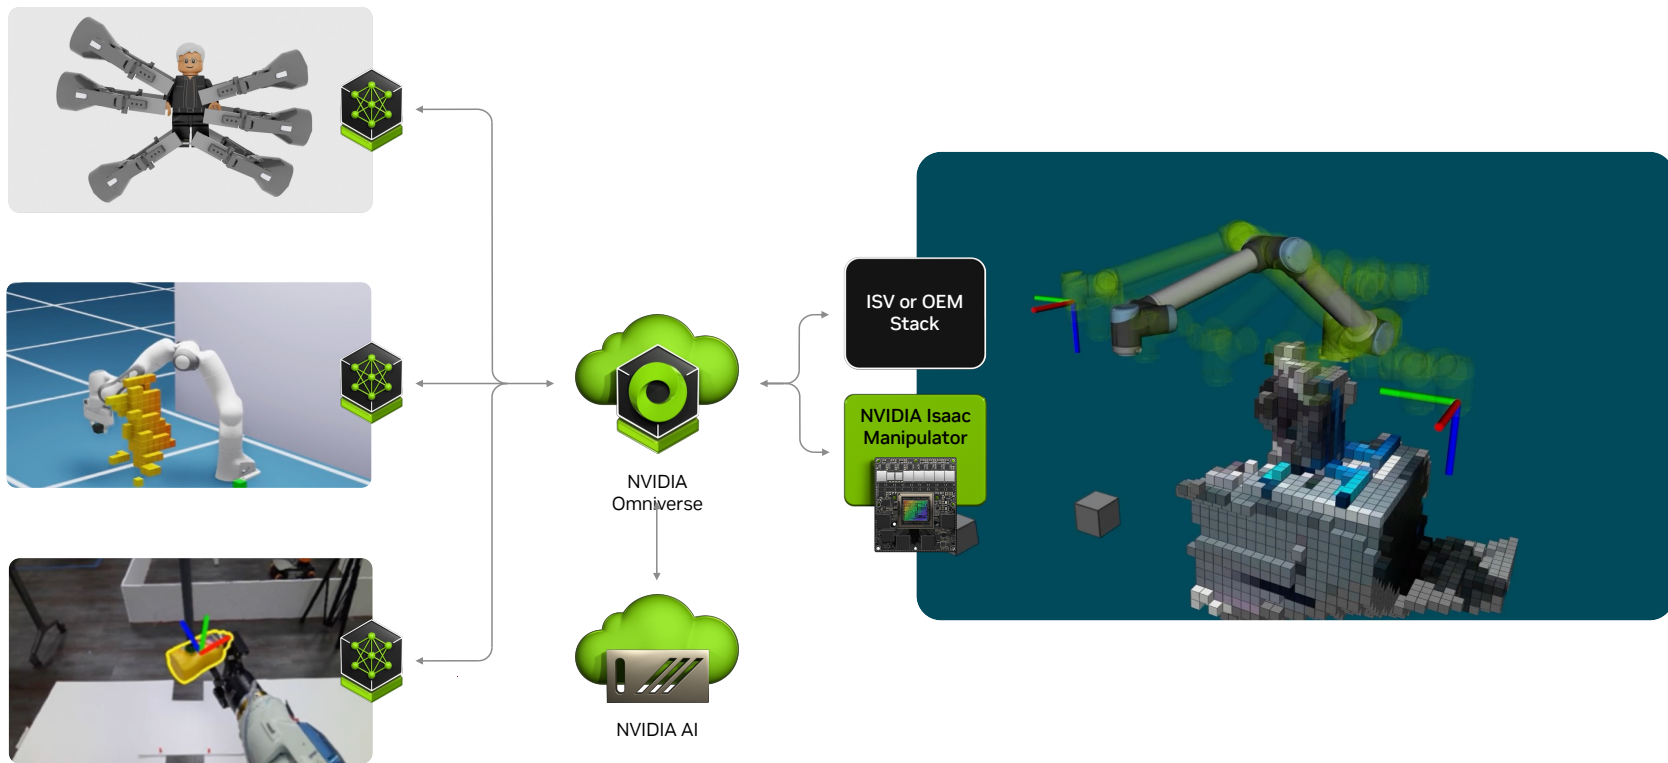 ISV or OEM
Stack
NVIDIA Isaac
Manipulator
NVIDIA
Omniverse
NVIDIA AI